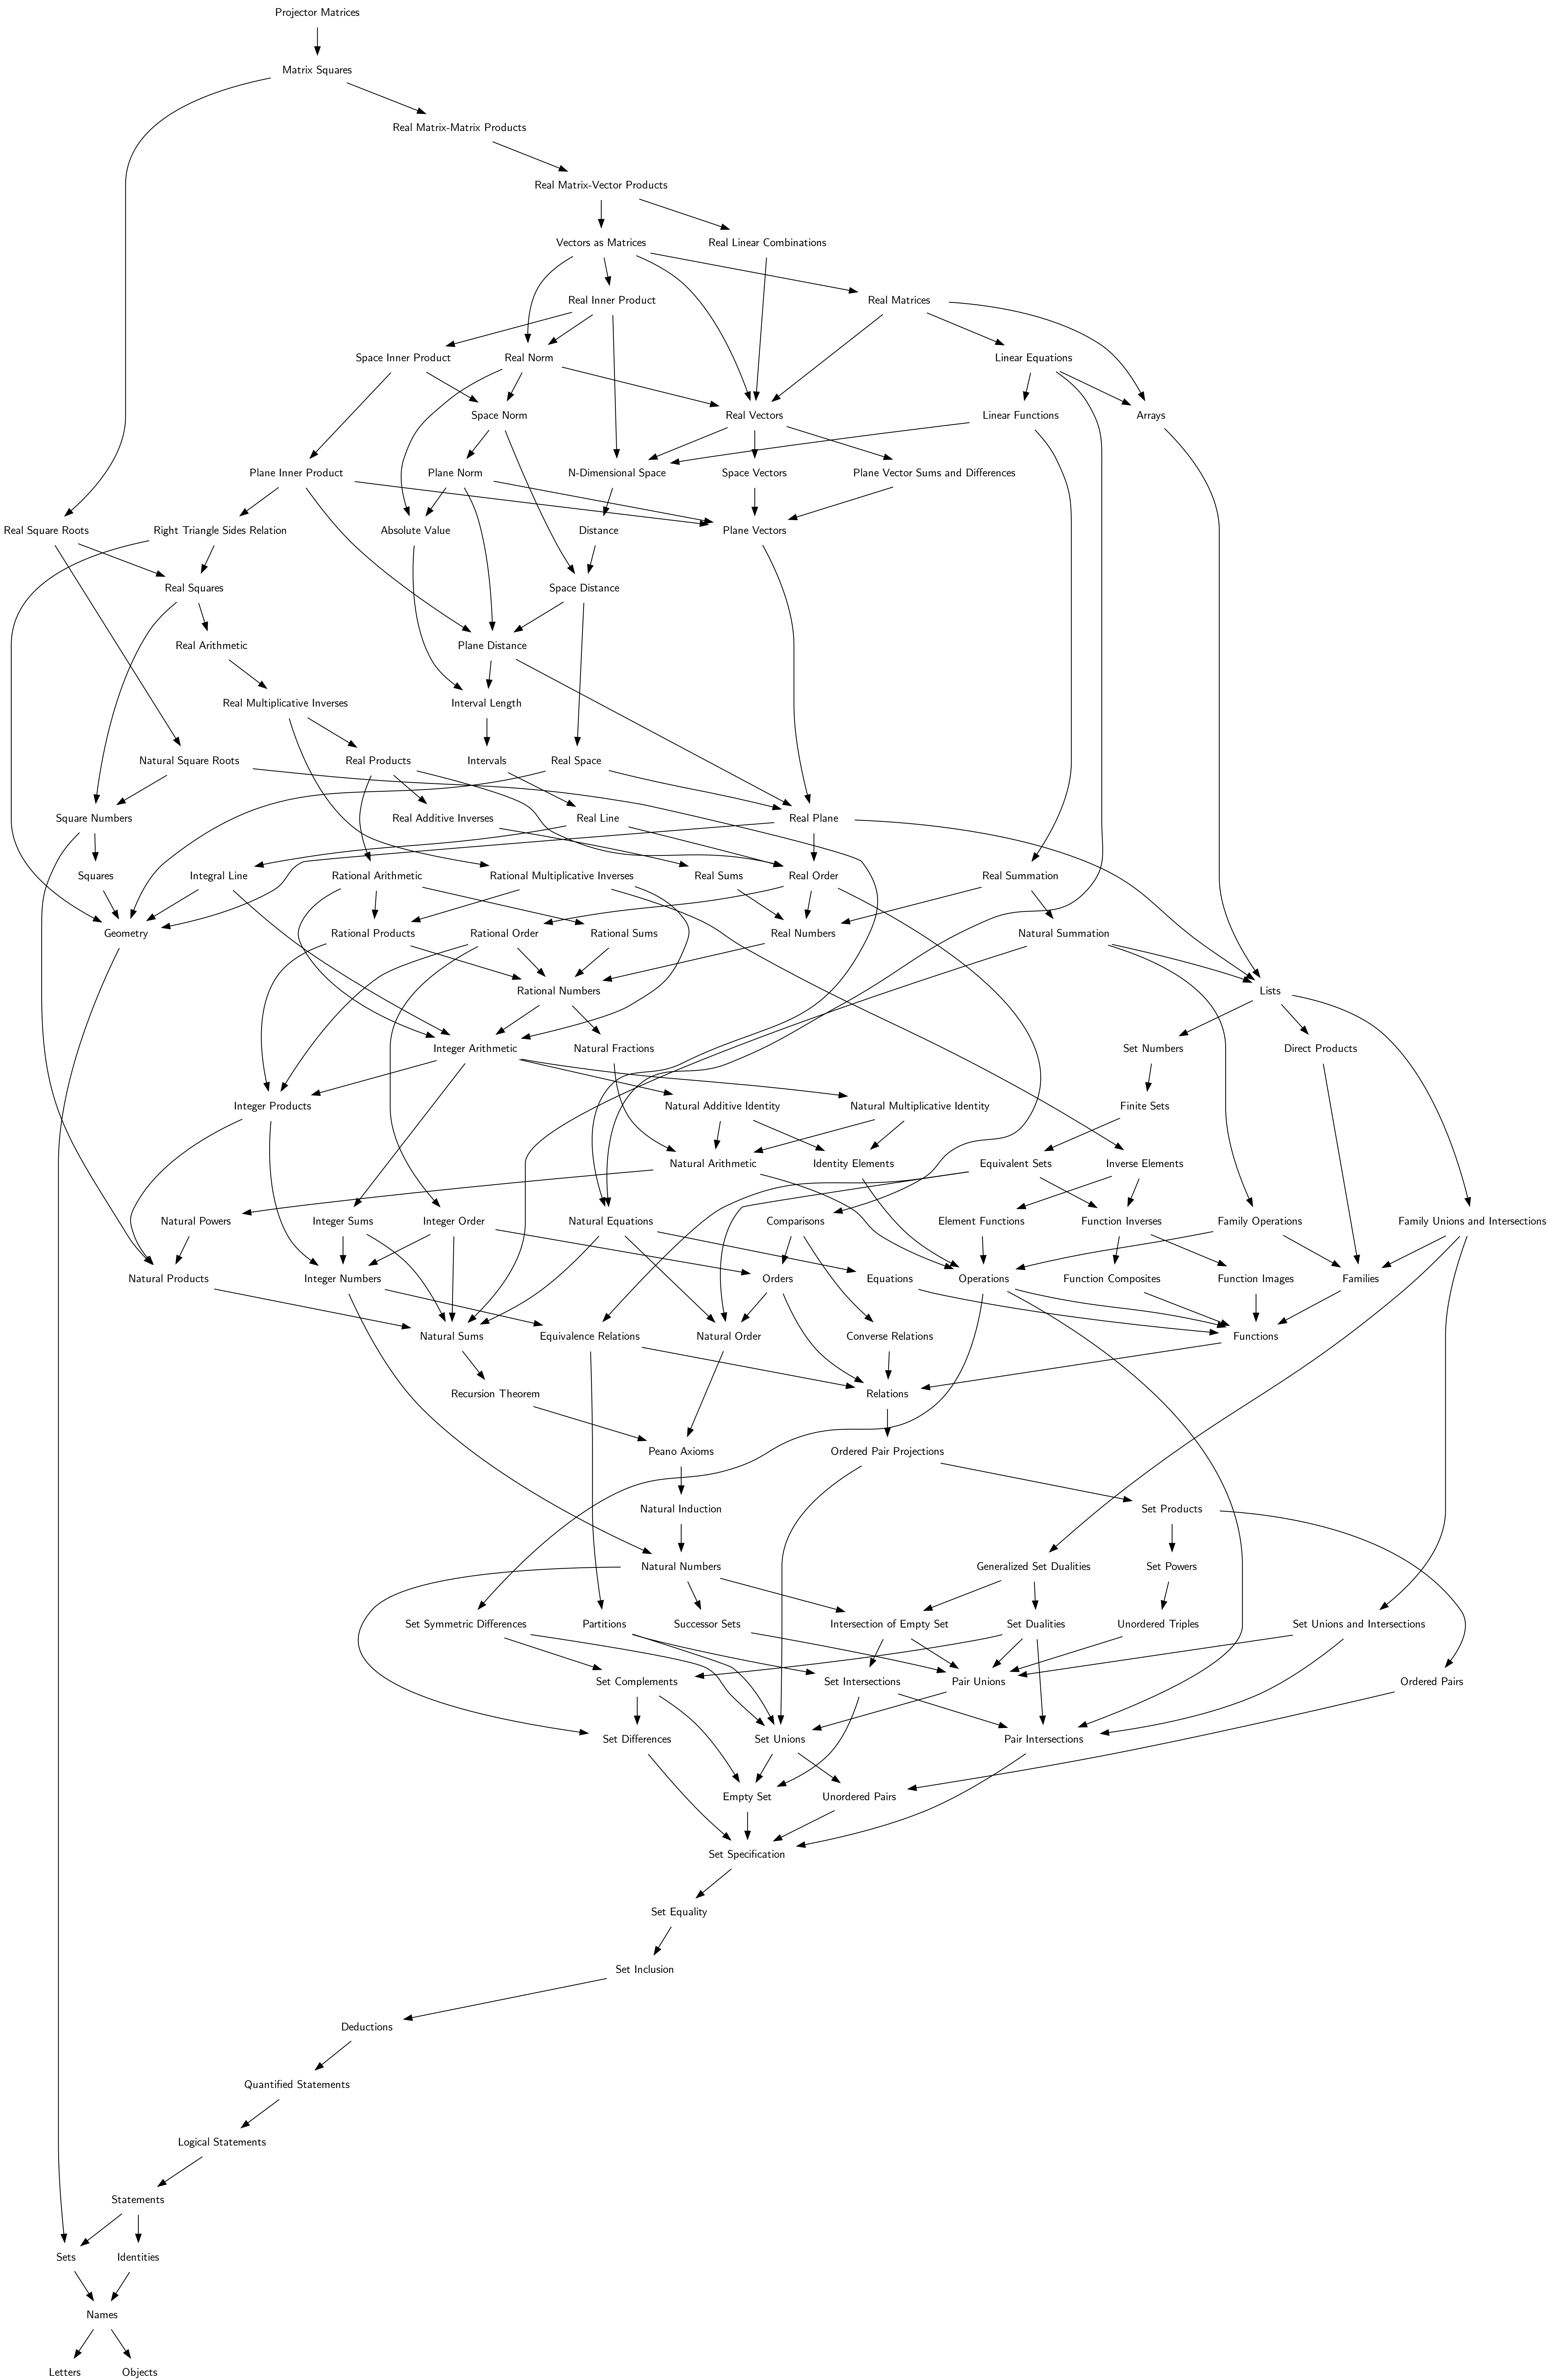 Projector Matrices
Matrix Squares
Real Matrix-Matrix Products
Real Matrix-Vector Products
Vectors as Matrices
Real Linear Combinations
Real Inner Product
Real Matrices
Space Inner Product
Real Norm
Linear Equations
Space Norm
Real Vectors
Linear Functions
Arrays
Plane Inner Product
Plane Norm
N-Dimensional Space
Space Vectors
Plane Vector Sums and Differences
Real Square Roots
Right Triangle Sides Relation
Absolute Value
Distance
Plane Vectors
Real Squares
Space Distance
Real Arithmetic
Plane Distance
Real Multiplicative Inverses
Interval Length
Natural Square Roots
Real Products
Intervals
Real Space
Square Numbers
Real Additive Inverses
Real Line
Real Plane
Squares
Integral Line
Rational Arithmetic
Rational Multiplicative Inverses
Real Sums
Real Order
Real Summation
Geometry
Rational Products
Rational Order
Rational Sums
Real Numbers
Natural Summation
Rational Numbers
Lists
Integer Arithmetic
Natural Fractions
Set Numbers
Direct Products
Integer Products
Natural Additive Identity
Natural Multiplicative Identity
Finite Sets
Natural Arithmetic
Identity Elements
Equivalent Sets
Inverse Elements
Natural Powers
Integer Sums
Integer Order
Natural Equations
Comparisons
Element Functions
Function Inverses
Family Operations
Family Unions and Intersections
Natural Products
Integer Numbers
Orders
Equations
Operations
Function Composites
Function Images
Families
Natural Sums
Equivalence Relations
Natural Order
Converse Relations
Functions
Recursion Theorem
Relations
Peano Axioms
Ordered Pair Projections
Natural Induction
Set Products
Natural Numbers
Generalized Set Dualities
Set Powers
Set Symmetric Differences
Partitions
Successor Sets
Intersection of Empty Set
Set Dualities
Unordered Triples
Set Unions and Intersections
Set Complements
Set Intersections
Pair Unions
Ordered Pairs
Set Differences
Set Unions
Pair Intersections
Empty Set
Unordered Pairs
Set Specification
Set Equality
Set Inclusion
Deductions
Quantified Statements
Logical Statements
Statements
Sets
Identities
Names
Letters
Objects